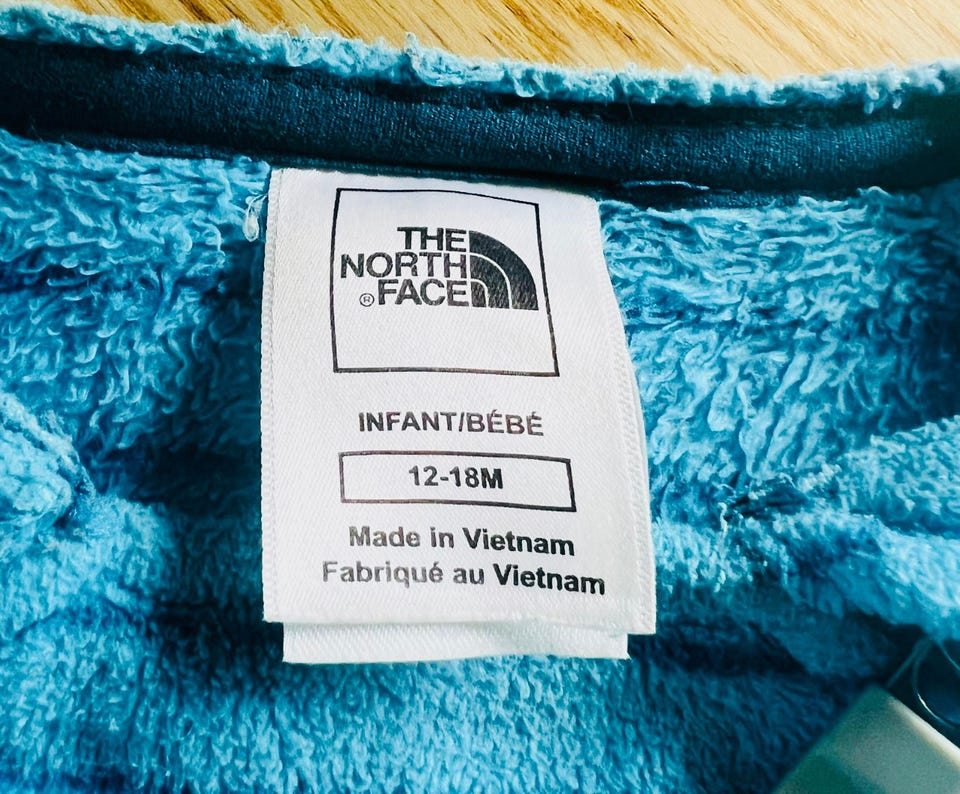 THE
NORTH
®FACE
INFANT/BÉBÉ
12-18M
Made in Vietnam
Fabriqué au Vietnam